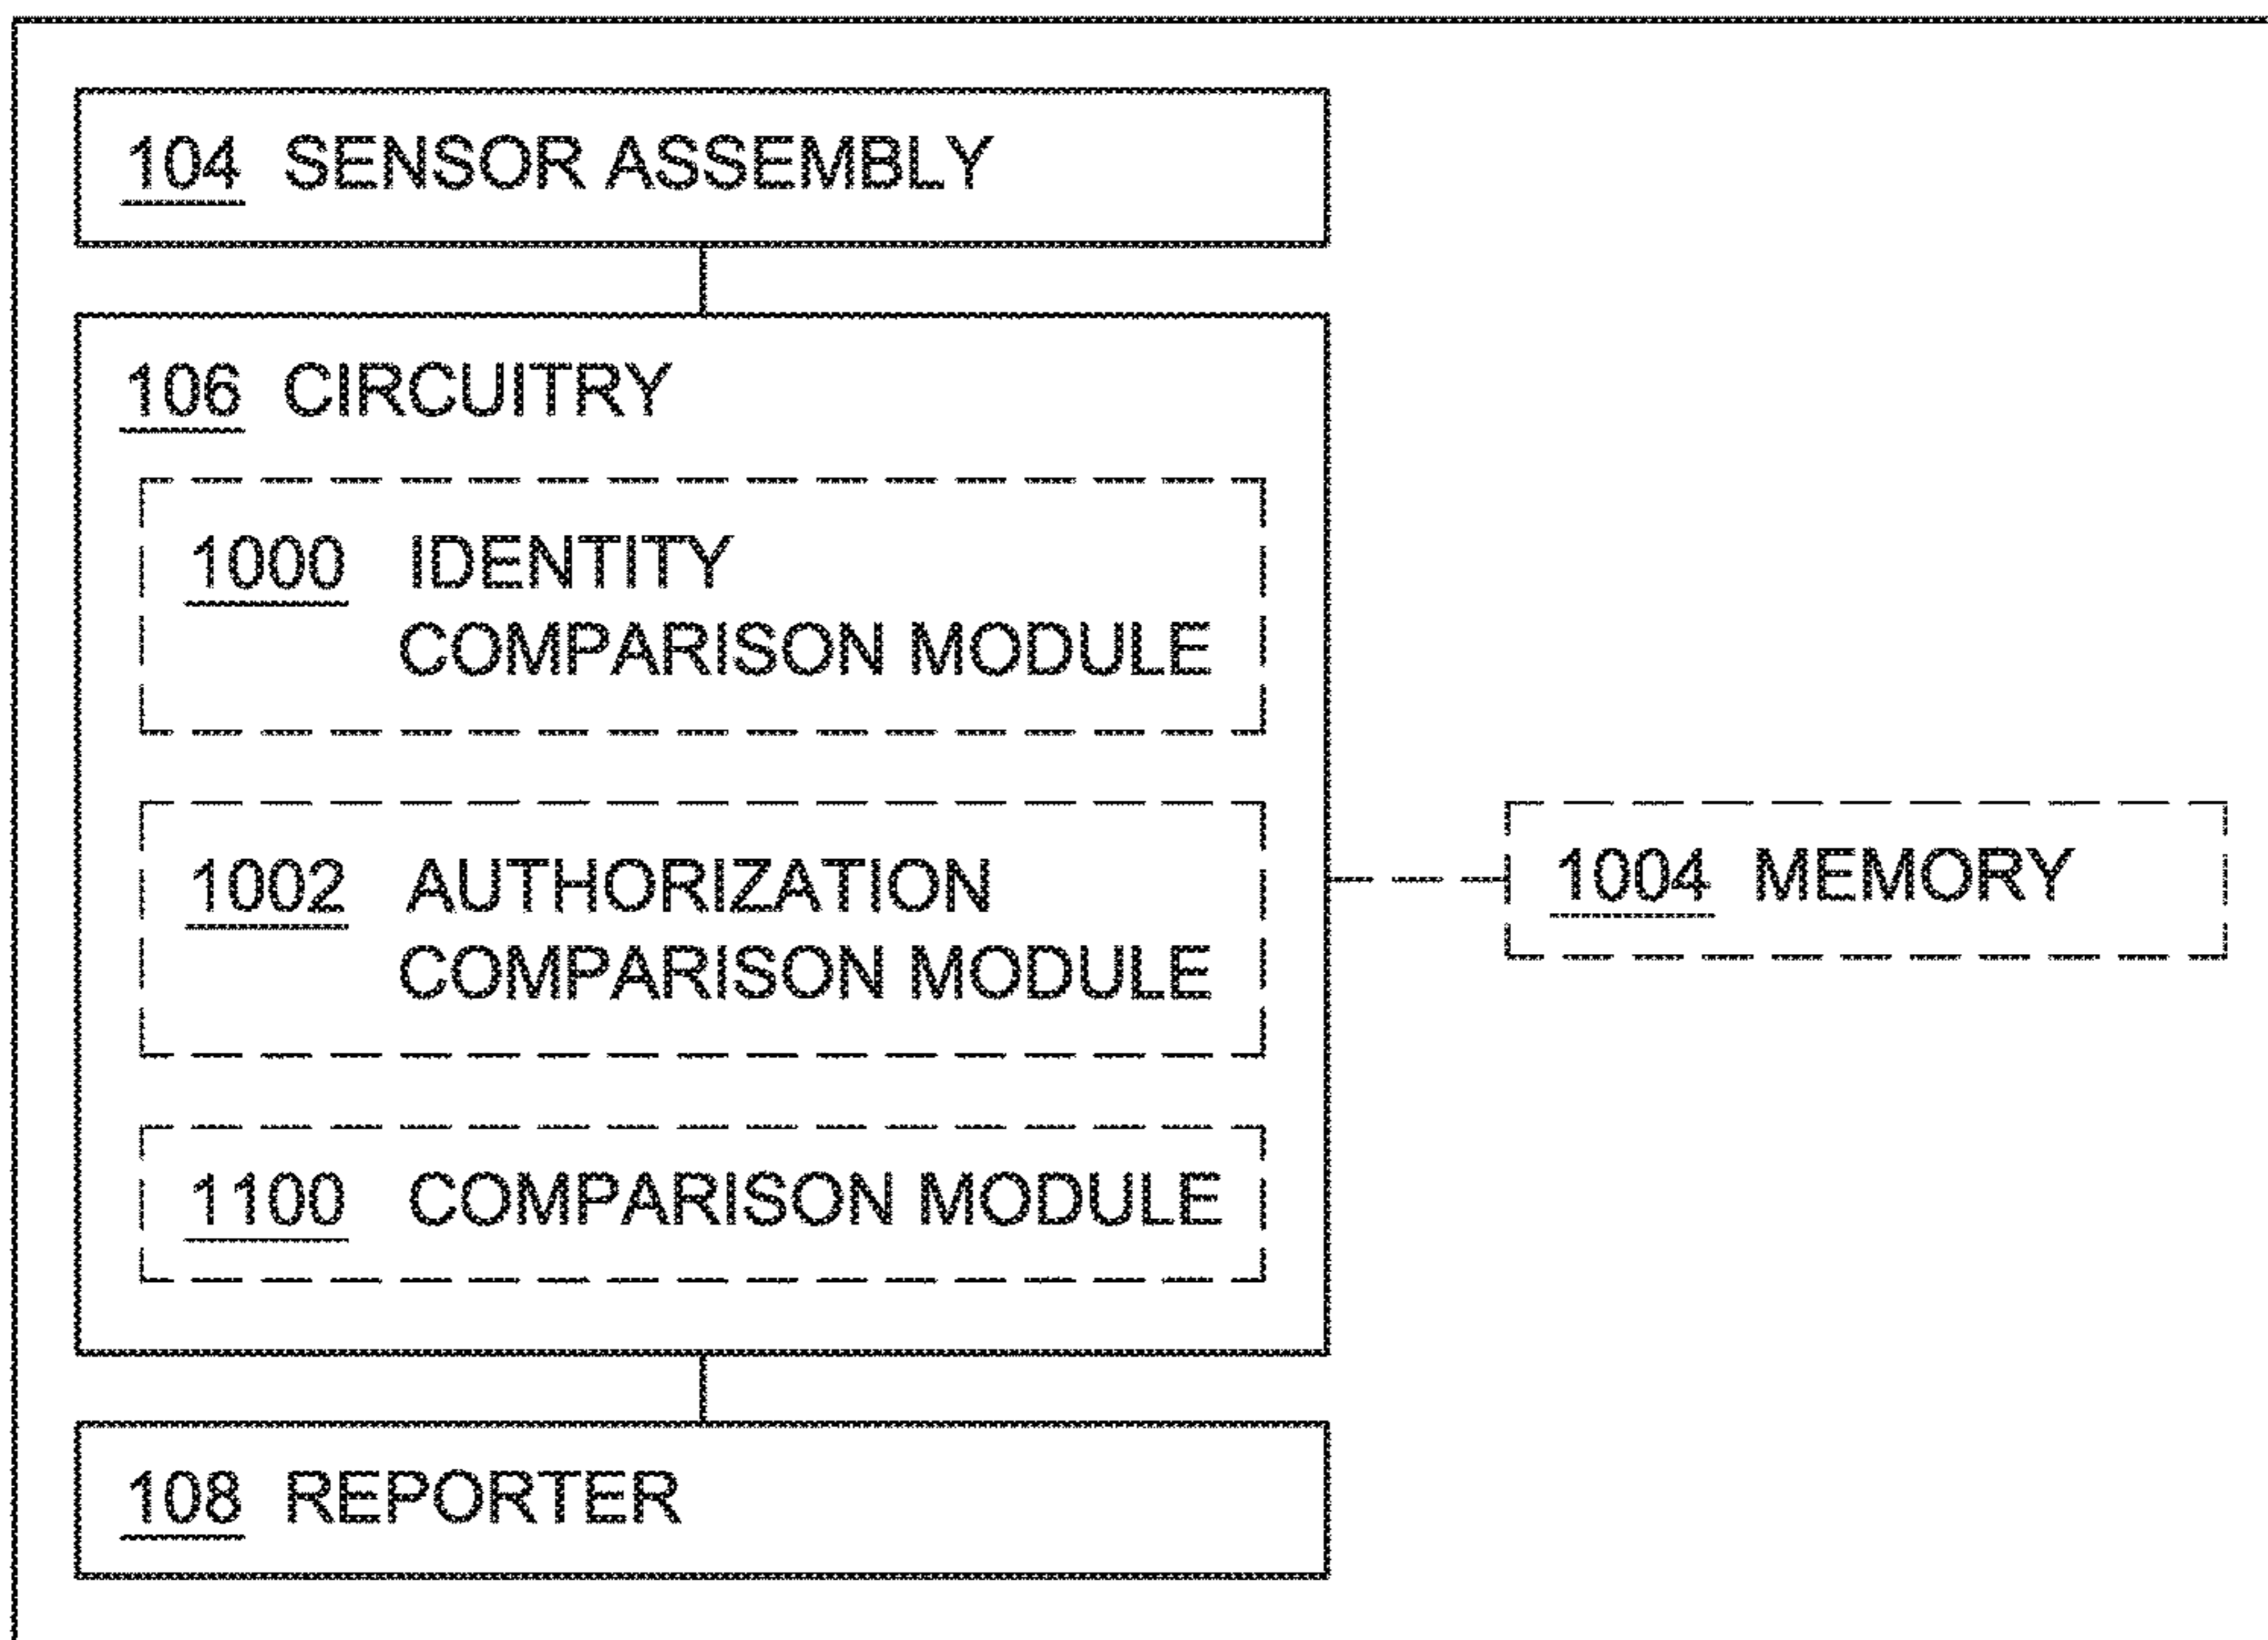 104 SENSOR ASSEMBLY
106 CIRCUITRY
1000 IDENTITY
COMPARISON MODULE
1002 AUTHORIZATION
COMPARISON MODULE
1004 MEMORY
1100 COMPARISON MODULE
108 REPORTER